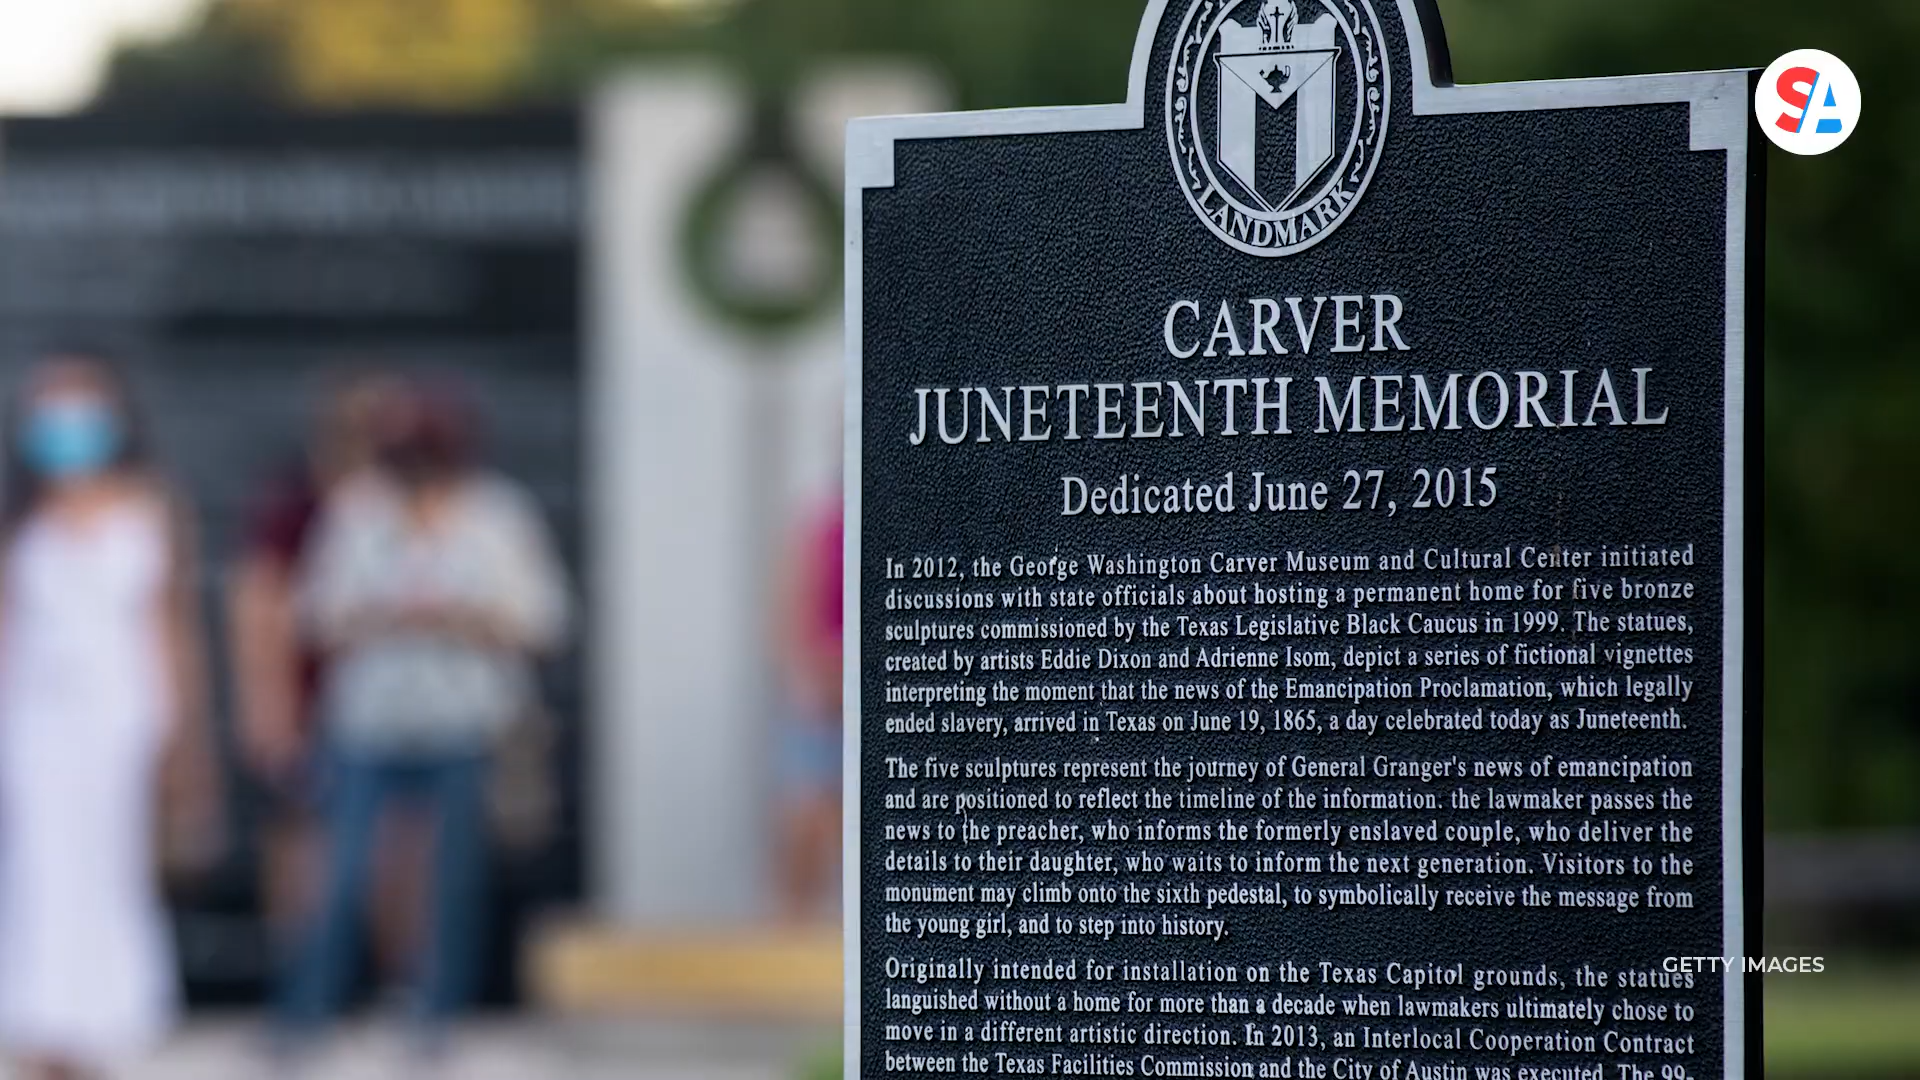 SA
LANDMARK
CARVER
JUNETEENTH MEMORIAL
Dedicated June 27, 2015
In 2012, the George Washington Carver Museum and Cultural Center initiated
discussions with state officials about hosting a permanent home for five bronze
sculptures commissioned by the Texas Legislative Black Caucus in 1999. The statues,
created by artists Eddie Dixon and Adrienne Isom, depict a series of fictional vignettes
interpreting the moment that the news of the Emancipation Proclamation, which legally
ended slavery, arrived in Texas on June 19, 1865, a day celebrated today as Juneteenth.
The five sculptures represent the journey of General Granger's news of emancipation
and are positioned to reflect the timeline of the information. the lawmaker passes the
news to the preacher, who informs the formerly enslaved couple, who deliver the
details to their daughter, who waits to inform the next generation. Visitors to the
monument may climb onto the sixth pedestal, to symbolically receive the message from
the young girl, and to step into history.
Originally intended for installation on the Texas Capitol grounds, the statues
GETTY IMAGES
languished without a home for more than a decade when lawmakers ultimately chose to
move in a different artistic direction. In 2013, an Interlocal Cooperation Contract
between the Texas Facilities Commission and the City of Austin was executed. The 99-